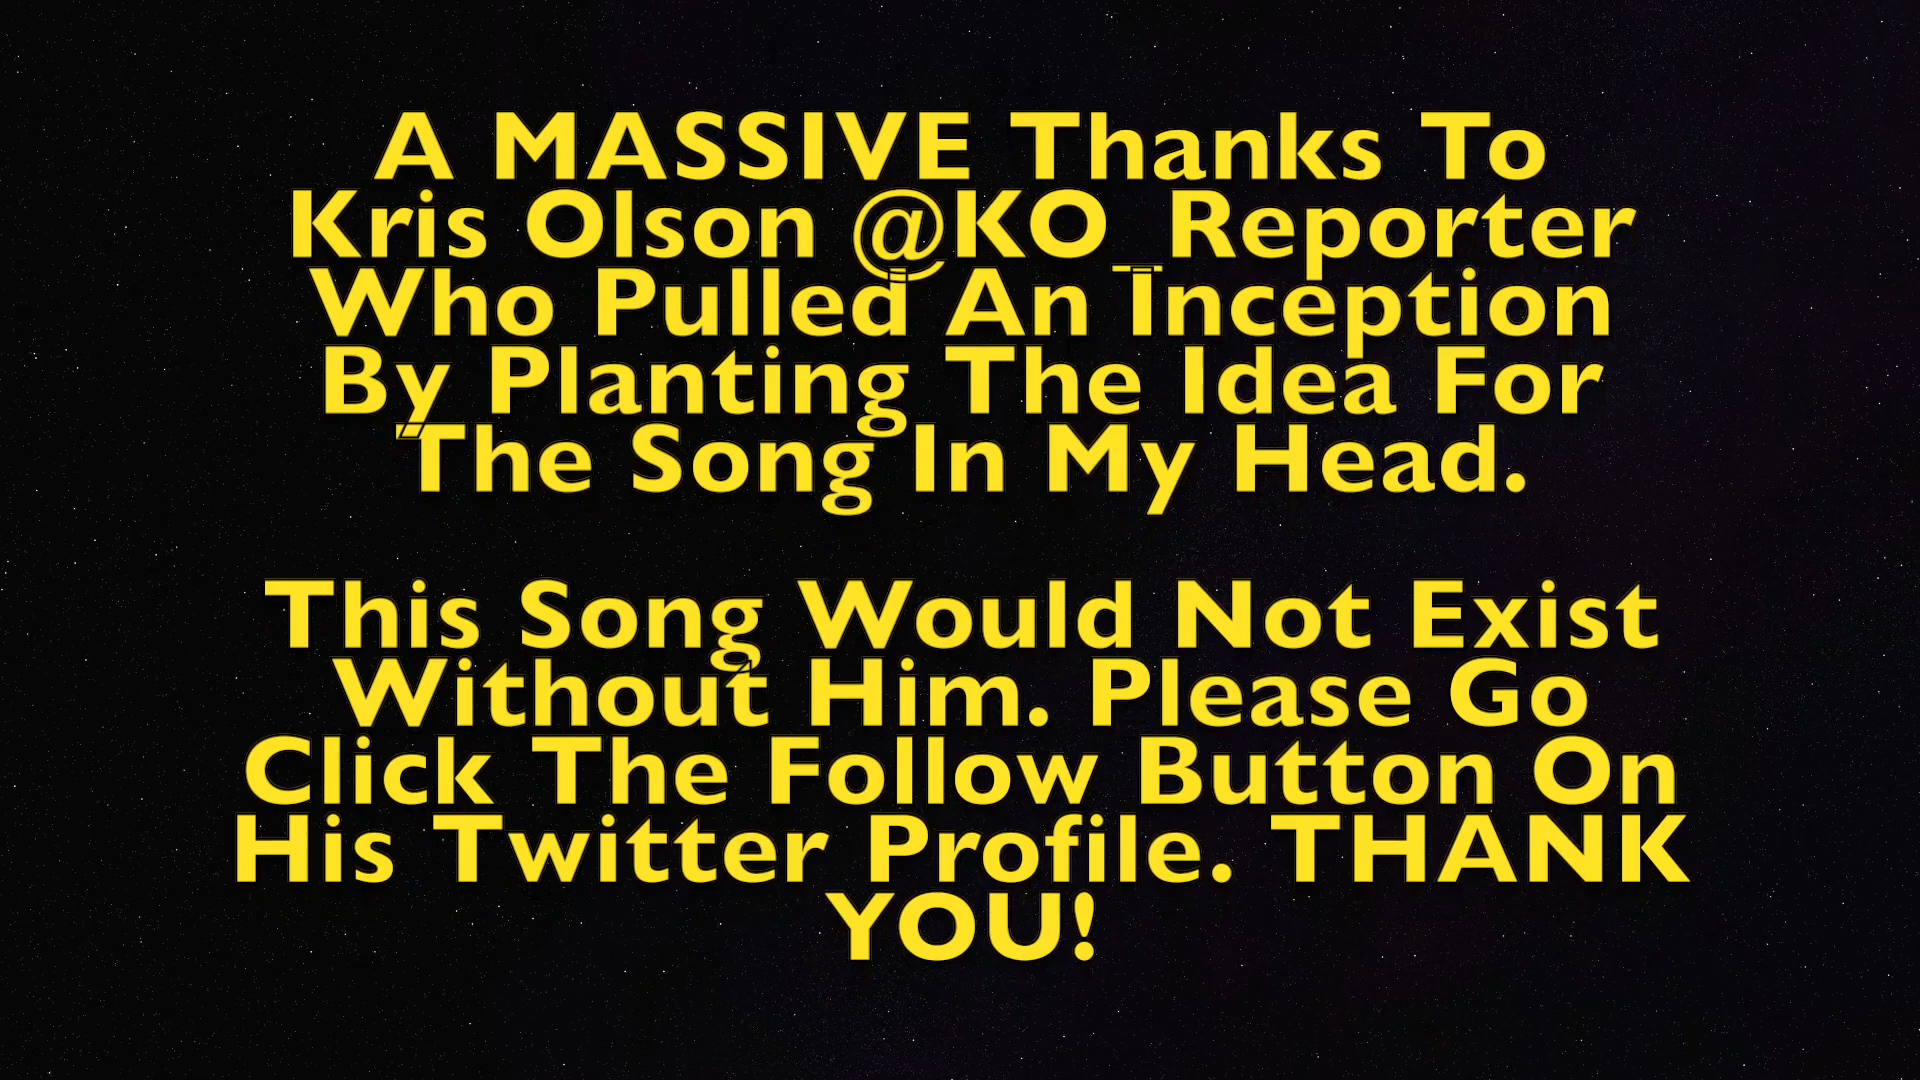 A MASSIVE Thanks To
Kris Olson @KO_Reporter
Who Pulled An Inception
By Planting The Idea For
The Song In My Head.
This Song Would Not Exist
Without Him. Please Go
Click The Follow Button On
His Twitter Profile. THANK
YOU!